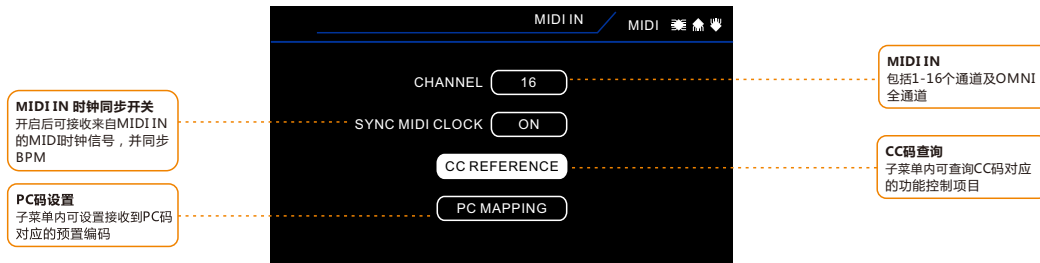 MIDI IN
MIDI
CHANNEL 16
SYNC MIDI CLOCK ON
CC REFERENCE
PC MAPPING
MIDI IN 时钟同步开关
开启后可接收来自MIDI IN
的MIDI时钟信号，并同步
BPM
PC码设置
子菜单内可设置接收到PC码
对应的预置编码
MIDI IN
包括1-16个通道及OMNI
全通道
CC码查询
子菜单内可查询CC码对应
的功能控制项目